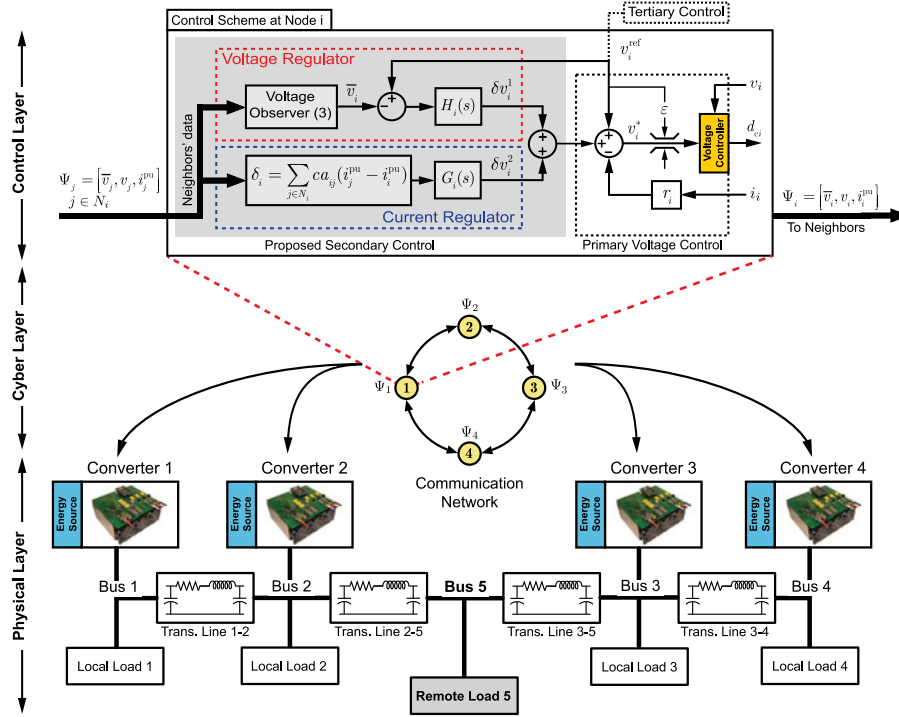 Control Scheme at Node i
Tertiary Control
Voltage Regulator
v_i^ref
Voltage
Observer (3)
v̅_i
− +
H_i(s)
δv_i^1
+
+
+
+
−
v_i^*
ε
Voltage
Controller
v_i
d_ci
Neighbors' data
Ψ_j = [v̅_j, v_j, i_j^pu]
j ∈ N_i
δ_i = ∑_{j∈N_i} ca_ij(i_j^pu − i_i^pu)
G_i(s)
δv_i^2
Current Regulator
r_i
i_i
Ψ_i = [v̅_i, v_i, i_i^pu]
To Neighbors
Proposed Secondary Control
Primary Voltage Control
Control Layer
Cyber Layer
Physical Layer
Ψ_2
2
Ψ_1
1
3
Ψ_3
Ψ_4
4
Communication
Network
Converter 1
Converter 2
Converter 3
Converter 4
Energy
Source
Energy
Source
Energy
Source
Energy
Source
Bus 1
Bus 2
Bus 5
Bus 3
Bus 4
Trans. Line 1-2
Trans. Line 2-5
Trans. Line 3-5
Trans. Line 3-4
Local Load 1
Local Load 2
Local Load 3
Local Load 4
Remote Load 5